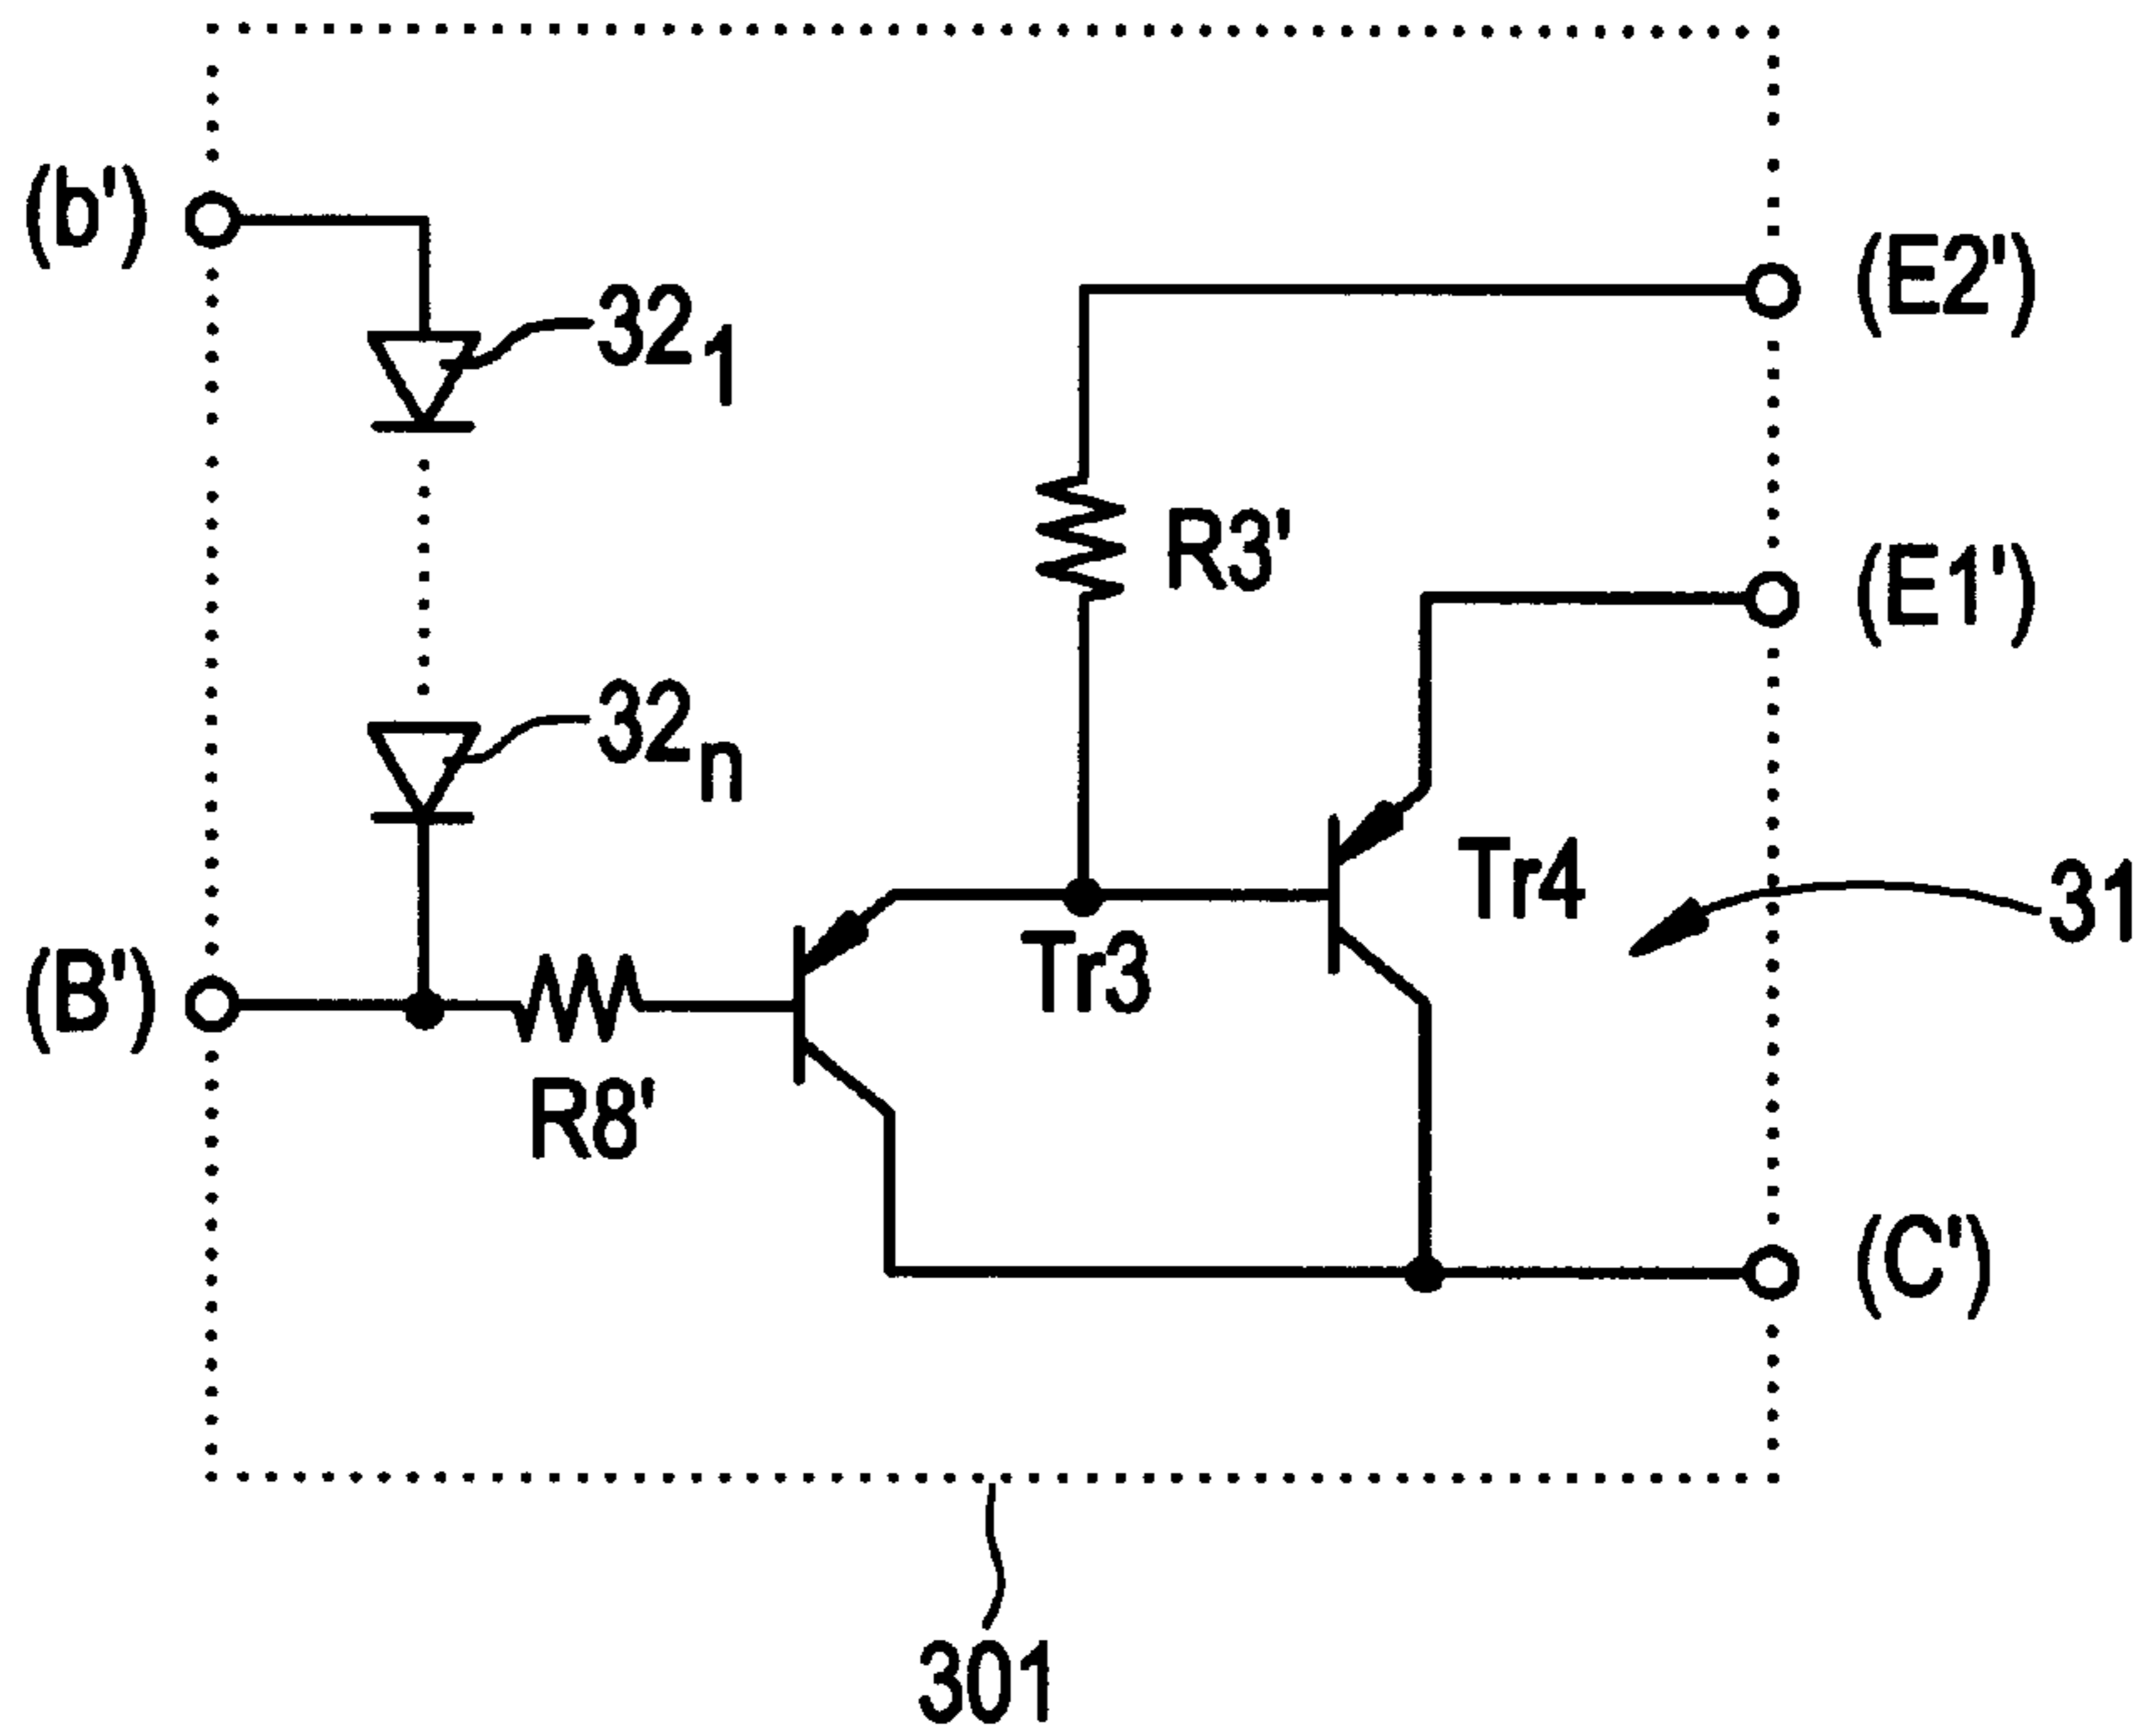 (b')
32₁
(E2')
R3'
(E1')
32ₙ
Tr4
31
(B')
Tr3
R8'
(C')
301